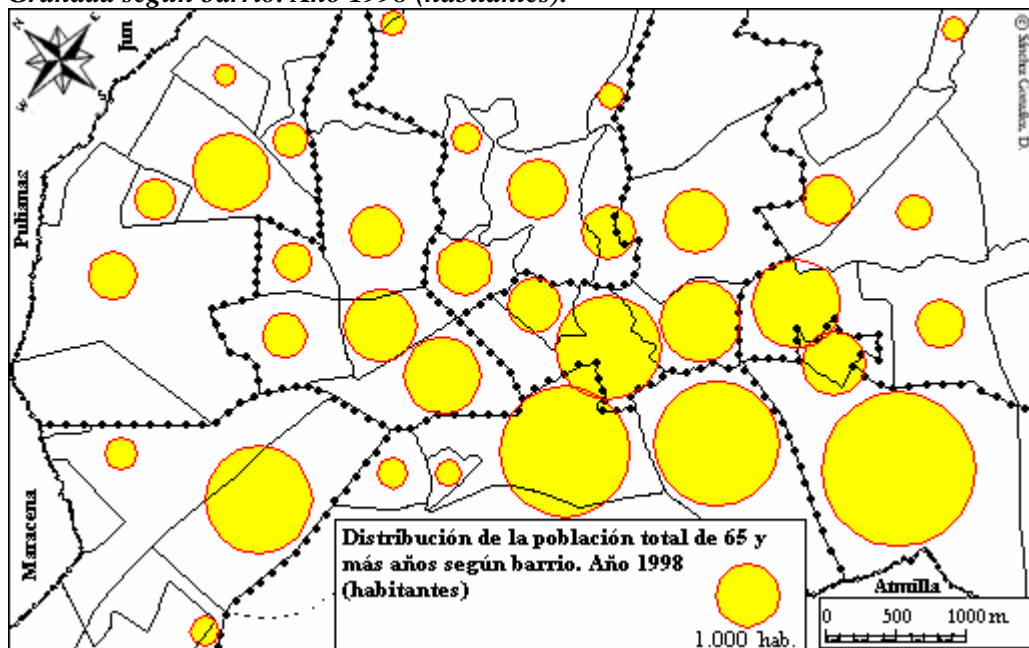 Granada según barrio. Año 1998 (habitantes).
N
E
W
S
Jun
© Sánchez González, D.
Pulianas
Maracena
Distribución de la población total de 65 y
más años según barrio. Año 1998
(habitantes)
1.000 hab.
Atmilla
0 500 1000 m.